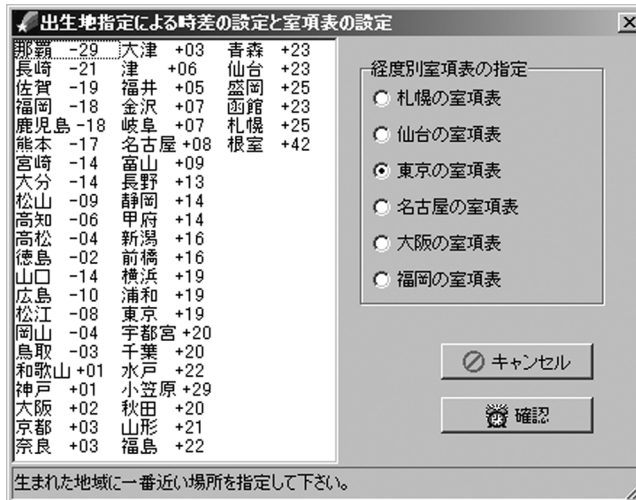 出生地指定による時差の設定と室項表の設定
那覇 -29 大津 +03 青森 +23
長崎 -21 津 +06 仙台 +23
佐賀 -19 福井 +05 盛岡 +25
福岡 -18 金沢 +07 函館 +23
鹿児島 -18 岐阜 +07 札幌 +25
熊本 -17 名古屋 +08 根室 +42
宮崎 -14 富山 +09
大分 -14 長野 +13
松山 -09 静岡 +14
高知 -06 甲府 +14
高松 -04 新潟 +16
徳島 -02 前橋 +16
山口 -14 横浜 +19
広島 -10 浦和 +19
松江 -08 東京 +19
岡山 -04 宇都宮 +20
鳥取 -03 千葉 +20
和歌山 +01 水戸 +22
神戸 +01 小笠原 +29
大阪 +02 秋田 +20
京都 +03 山形 +21
奈良 +03 福島 +22
経度別室項表の指定
札幌の室項表
仙台の室項表
東京の室項表
名古屋の室項表
大阪の室項表
福岡の室項表
キャンセル
確認
生まれた地域に一番近い場所を指定して下さい。